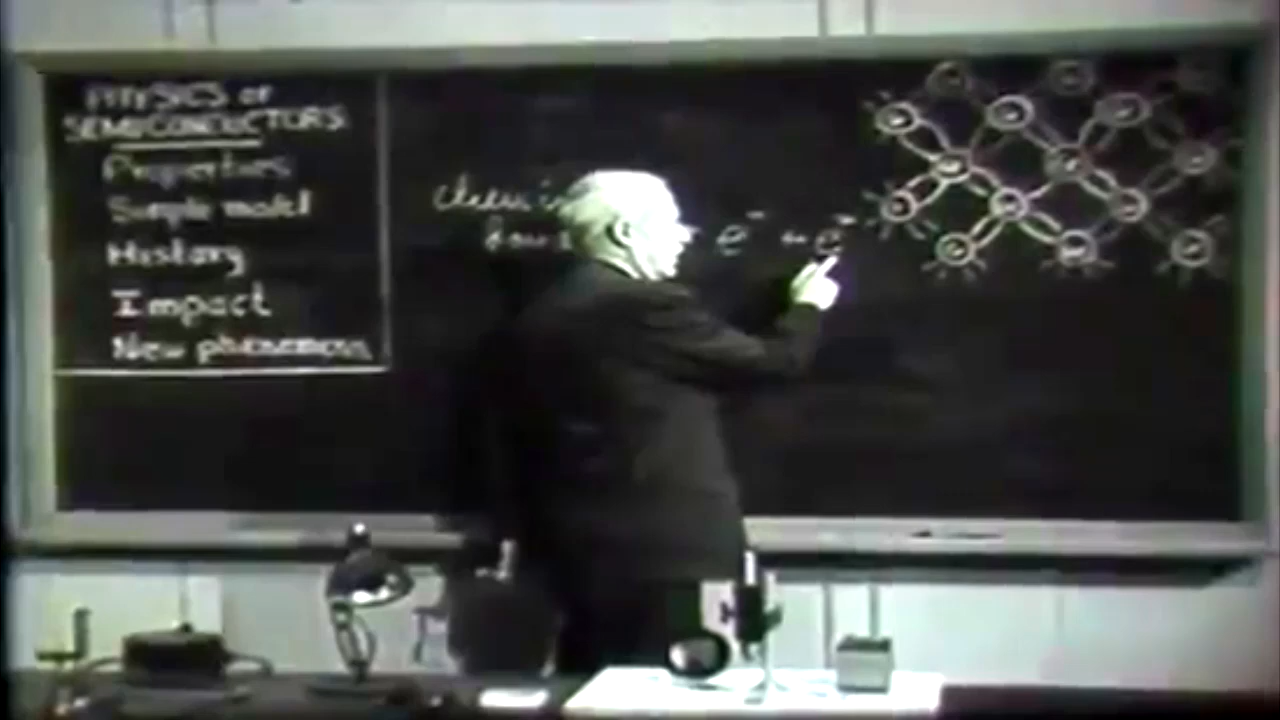 PHYSICS OF
SEMICONDUCTORS
Properties
Simple model
History
Impact
New phenomena
e⁻ e⁻